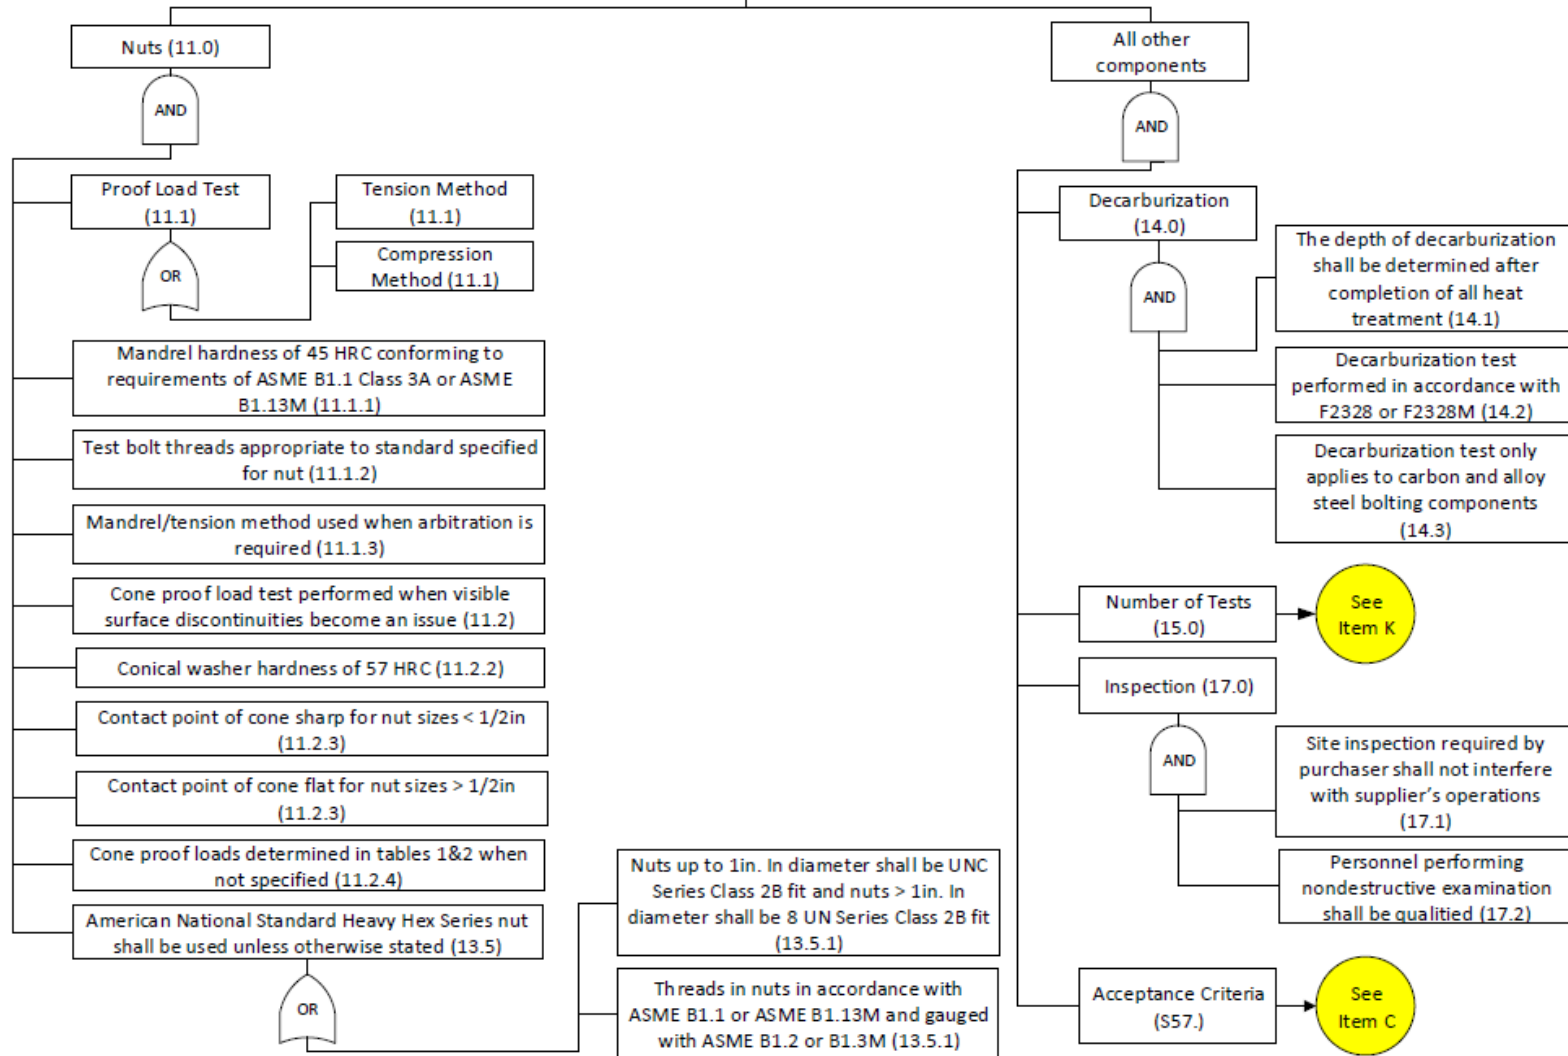 Nuts (11.0)
AND
Proof Load Test
(11.1)
OR
Tension Method
(11.1)
Compression
Method (11.1)
Mandrel hardness of 45 HRC conforming to
requirements of ASME B1.1 Class 3A or ASME
B1.13M (11.1.1)
Test bolt threads appropriate to standard specified
for nut (11.1.2)
Mandrel/tension method used when arbitration is
required (11.1.3)
Cone proof load test performed when visible
surface discontinuities become an issue (11.2)
Conical washer hardness of 57 HRC (11.2.2)
Contact point of cone sharp for nut sizes < 1/2in
(11.2.3)
Contact point of cone flat for nut sizes > 1/2in
(11.2.3)
Cone proof loads determined in tables 1&2 when
not specified (11.2.4)
American National Standard Heavy Hex Series nut
shall be used unless otherwise stated (13.5)
OR
Nuts up to 1in. In diameter shall be UNC
Series Class 2B fit and nuts > 1in. In
diameter shall be 8 UN Series Class 2B fit
(13.5.1)
Threads in nuts in accordance with
ASME B1.1 or ASME B1.13M and gauged
with ASME B1.2 or B1.3M (13.5.1)
All other
components
AND
Decarburization
(14.0)
AND
The depth of decarburization
shall be determined after
completion of all heat
treatment (14.1)
Decarburization test
performed in accordance with
F2328 or F2328M (14.2)
Decarburization test only
applies to carbon and alloy
steel bolting components
(14.3)
Number of Tests
(15.0)
See
Item K
Inspection (17.0)
AND
Site inspection required by
purchaser shall not interfere
with supplier's operations
(17.1)
Personnel performing
nondestructive examination
shall be qualitied (17.2)
Acceptance Criteria
(S57.)
See
Item C